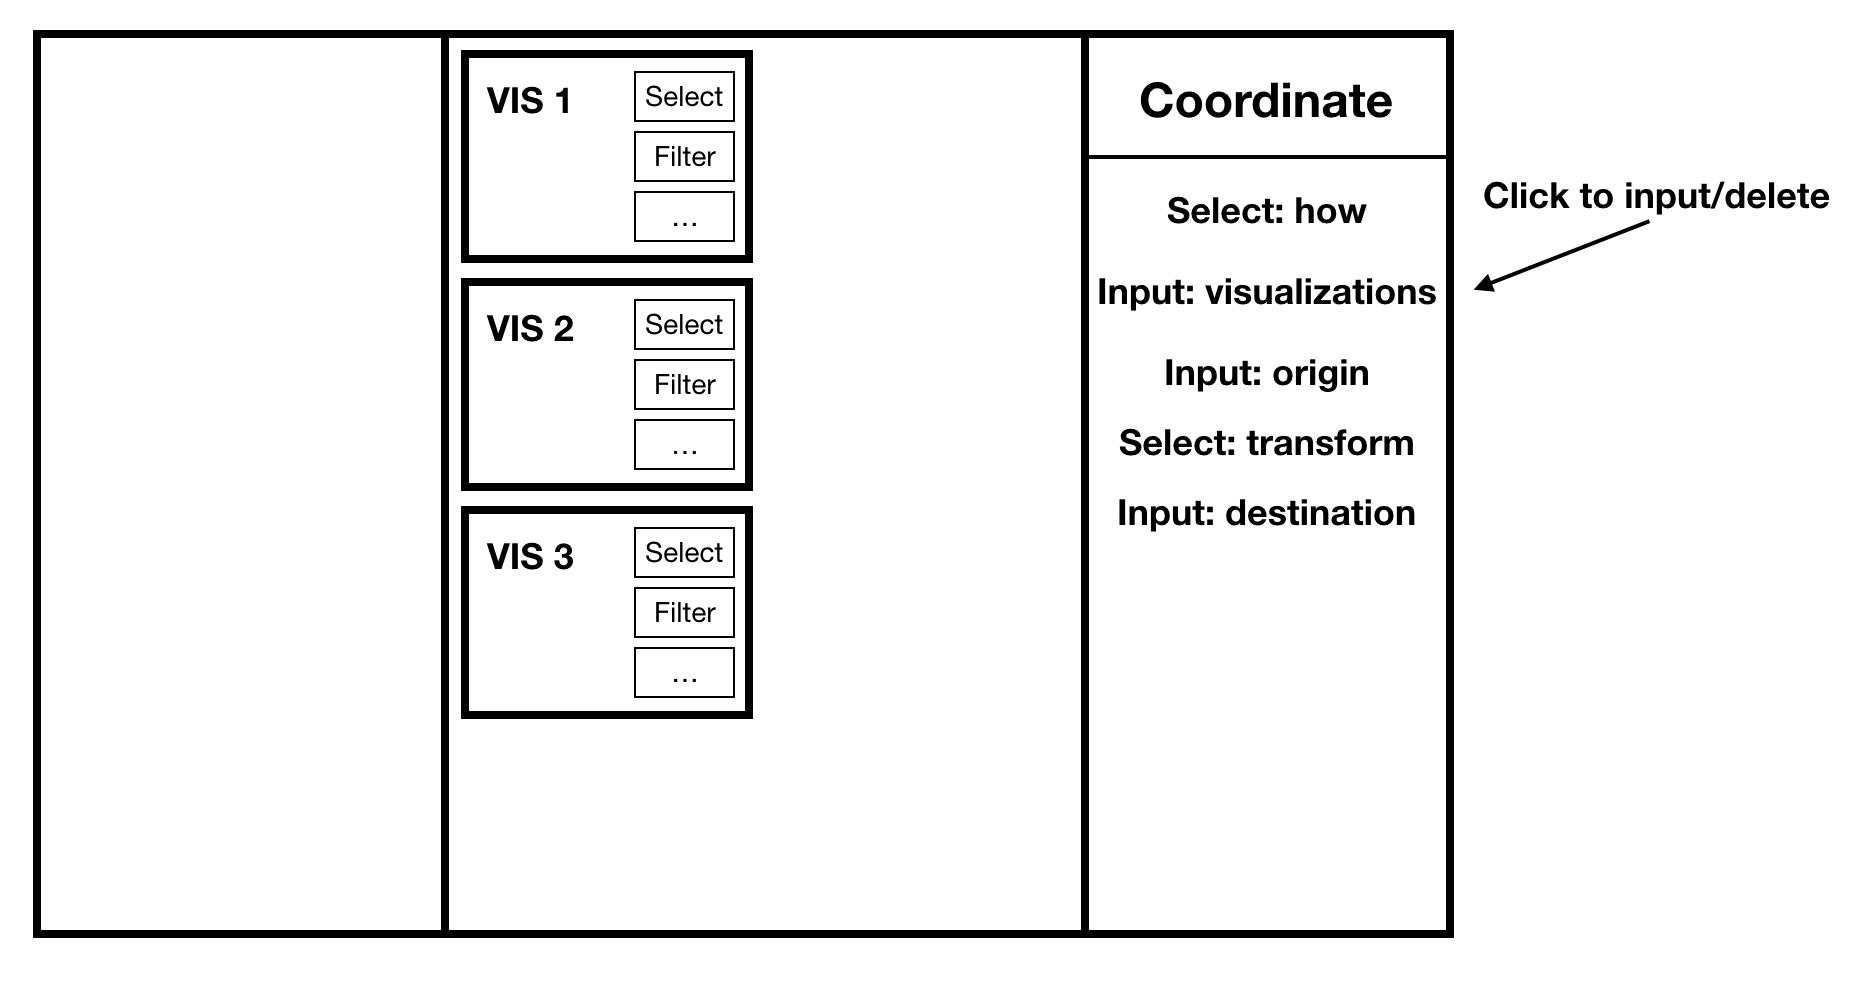 VIS 1
Select
Filter
...
VIS 2
Select
Filter
...
VIS 3
Select
Filter
...
Coordinate
Select: how
Input: visualizations
Input: origin
Select: transform
Input: destination
Click to input/delete